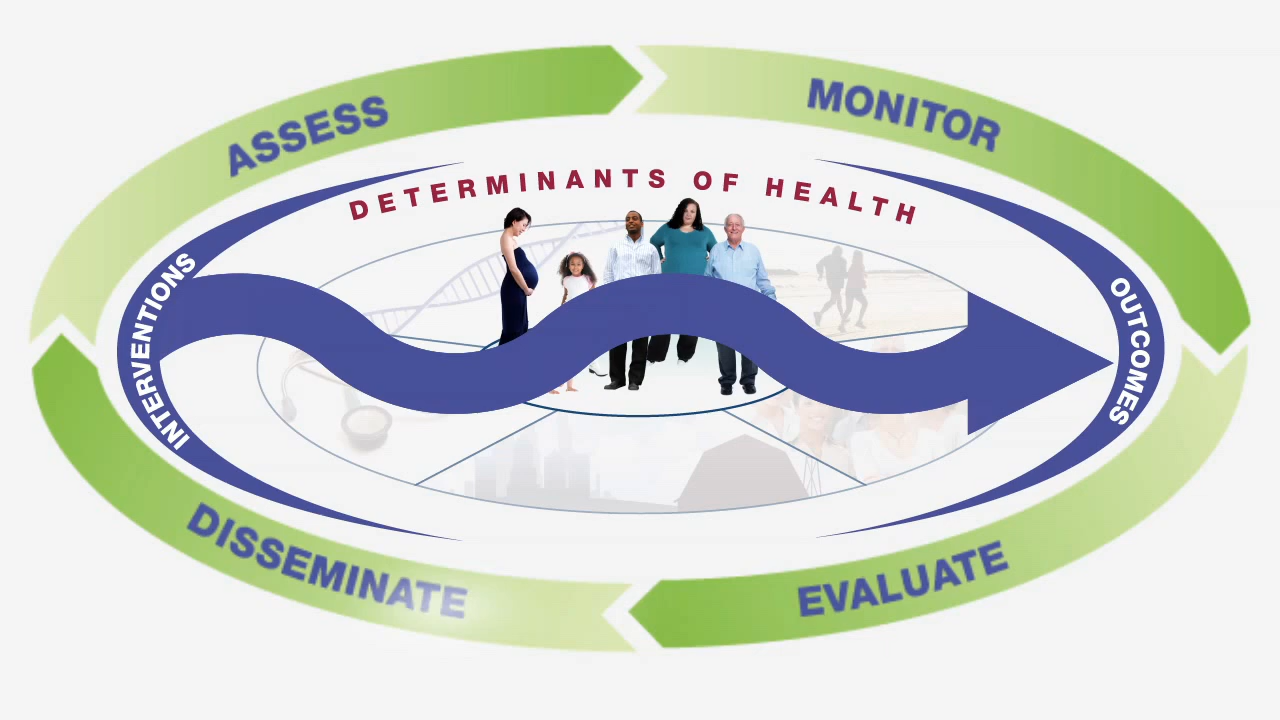 ASSESS
MONITOR
DETERMINANTS OF HEALTH
INTERVENTIONS
OUTCOMES
DISSEMINATE
EVALUATE